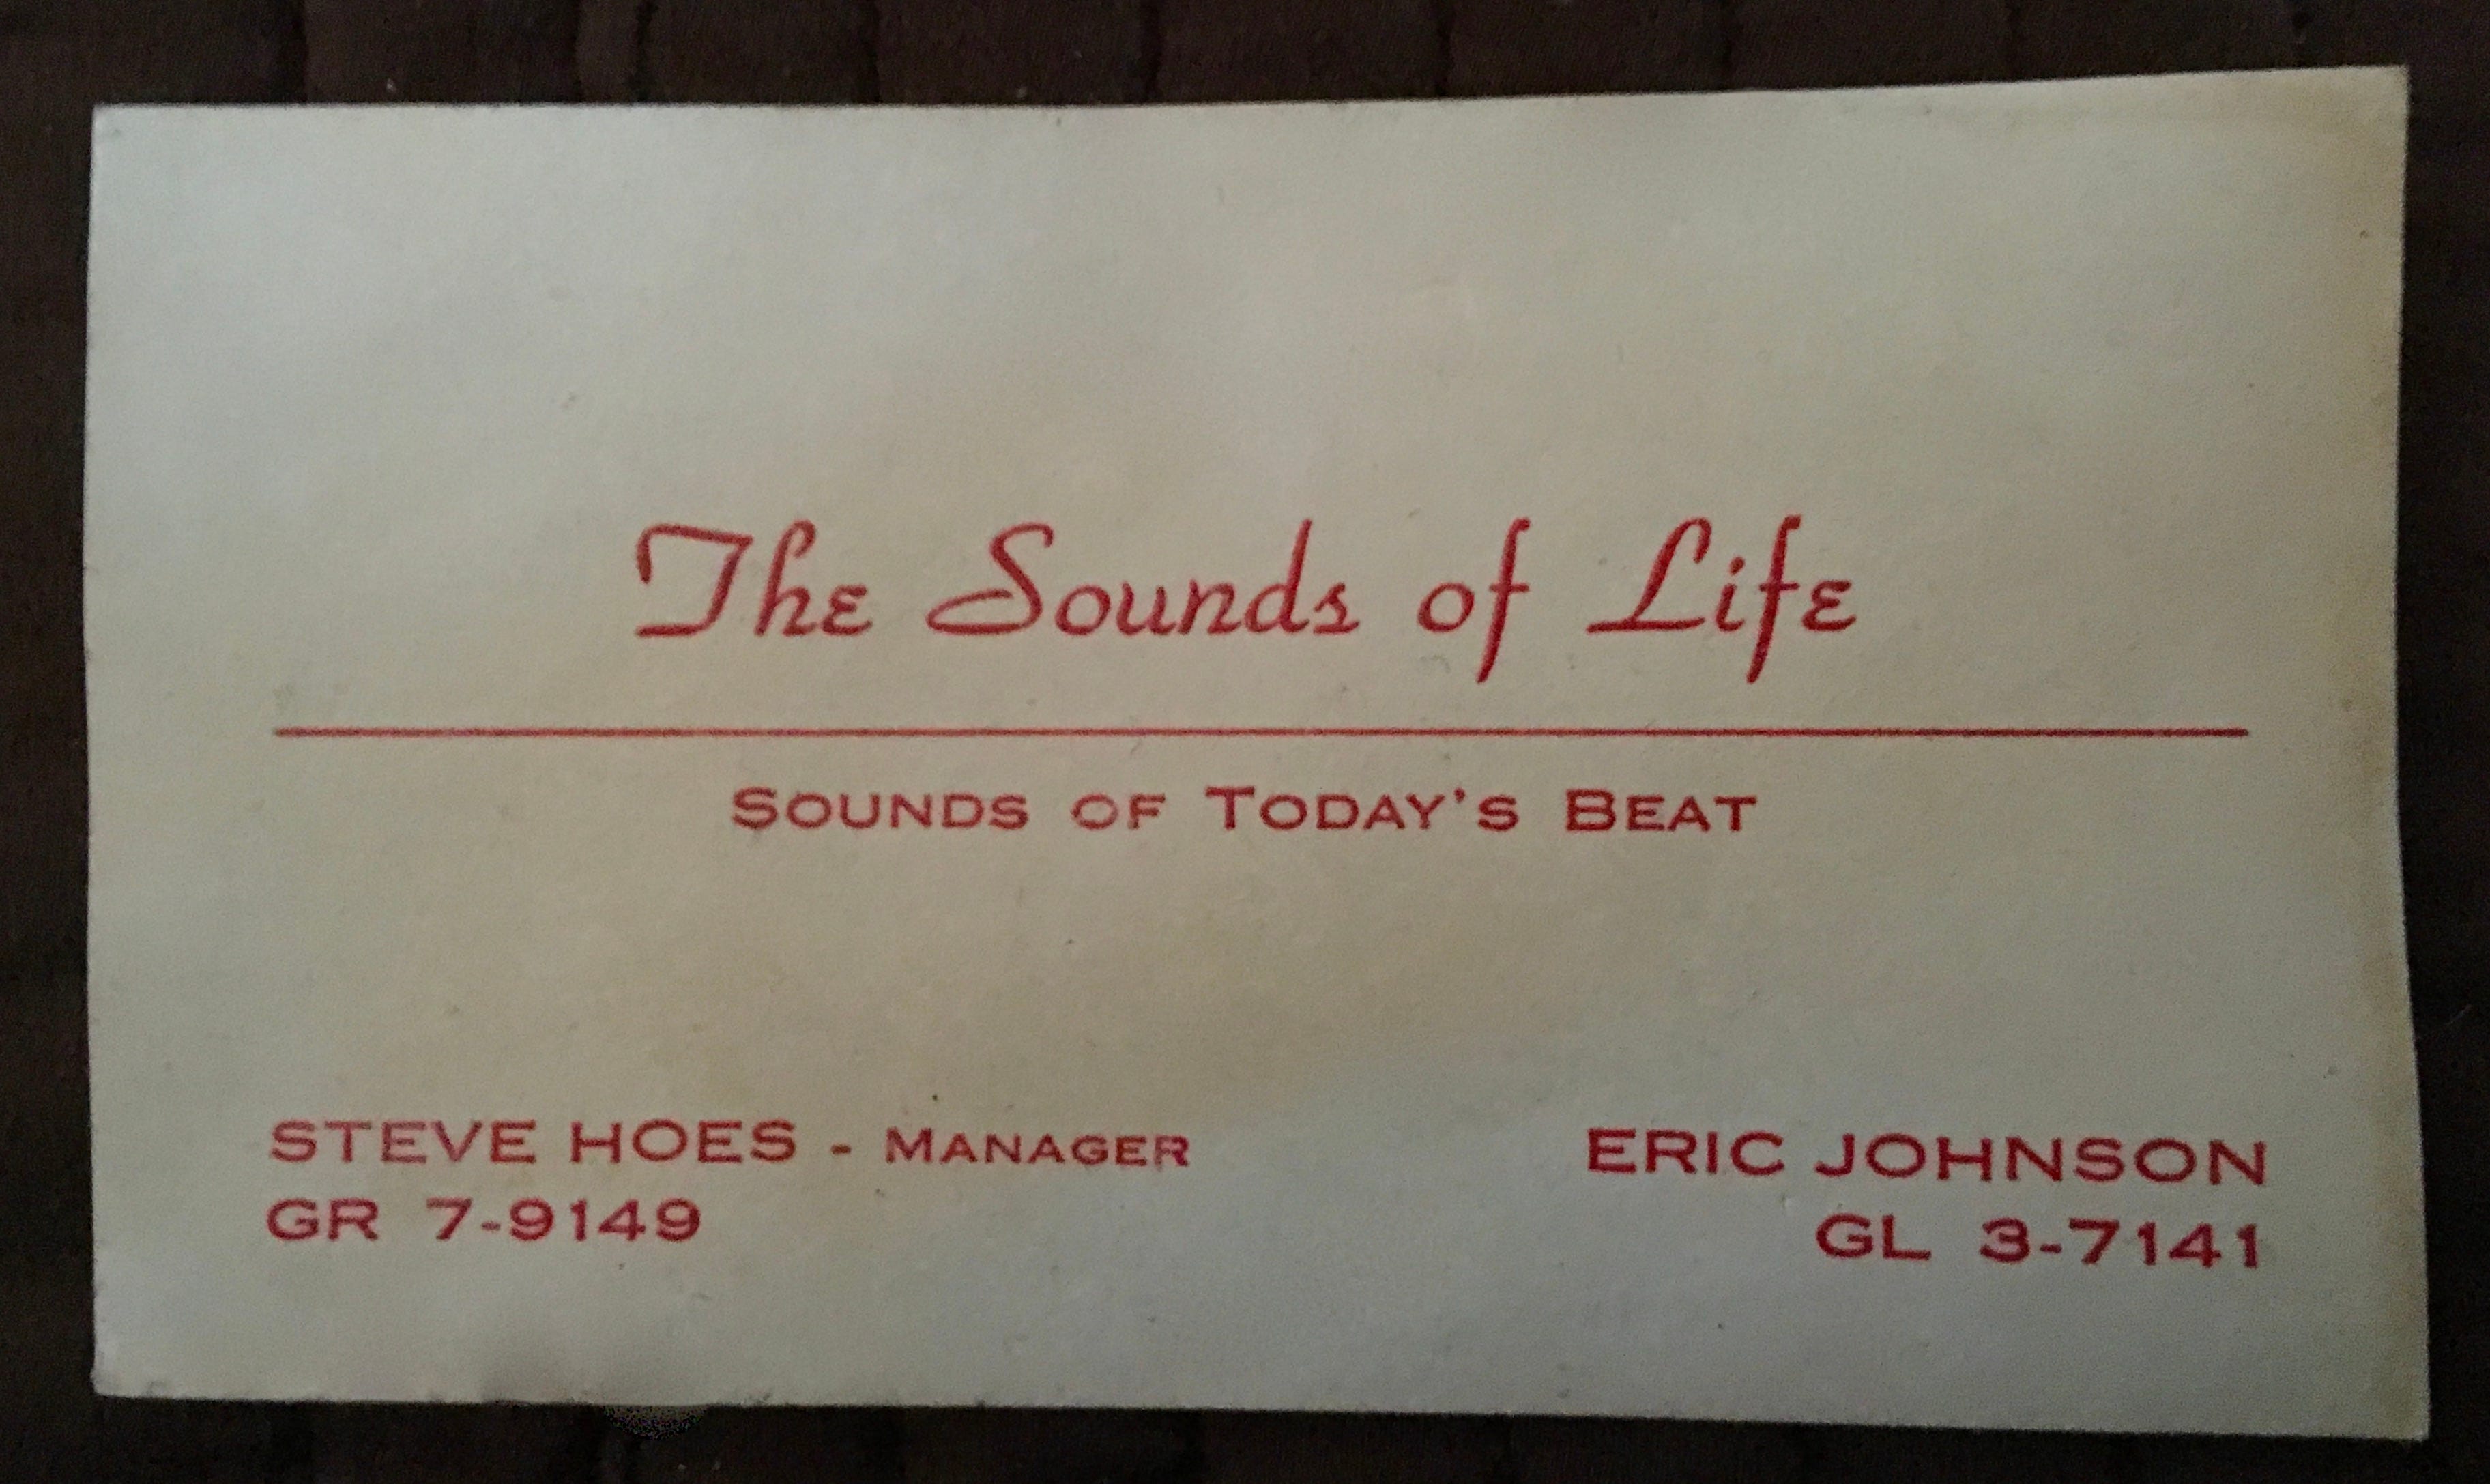 The Sounds of Life
SOUNDS OF TODAY'S BEAT
STEVE HOES - MANAGER
GR 7-9149
ERIC JOHNSON
GL 3-7141